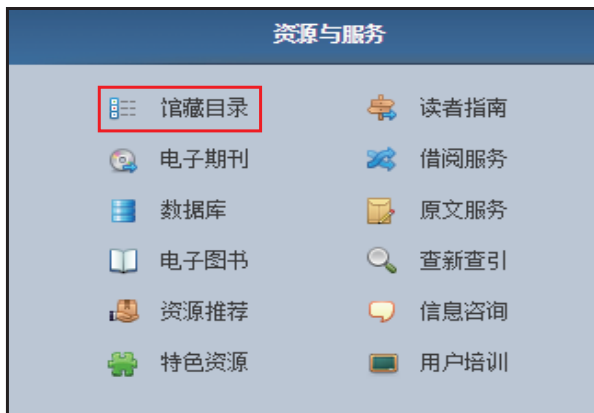 资源与服务
馆藏目录 读者指南
电子期刊 借阅服务
数据库 原文服务
电子图书 查新查引
资源推荐 信息咨询
特色资源 用户培训